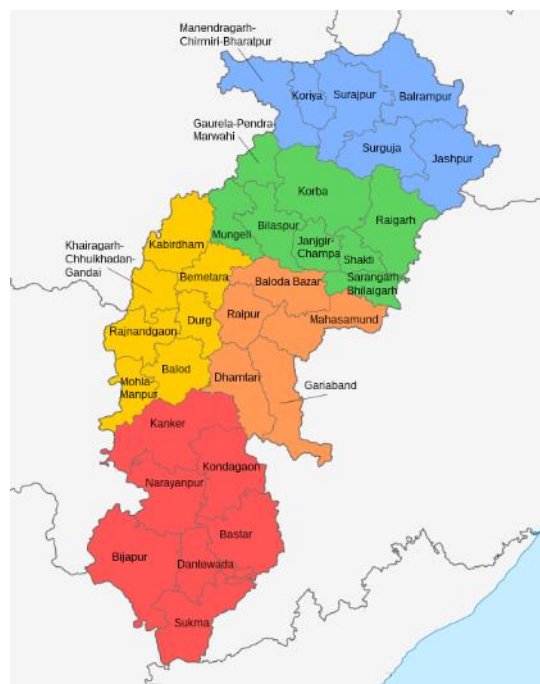 Manendragarh-
Chirmiri-Bharatpur
Koriya
Surajpur
Balrampur
Gaurela-Pendra-
Marwahi
Surguja
Jashpur
Korba
Raigarh
Bilaspur
Mungeli
Janjgir-
Champa
Shakti
Kabirdham
Khairagarh-
Chhuikhadan-
Gandai
Bemetara
Sarangarh-
Bhilaigarh
Baloda Bazar
Raipur
Mahasamund
Durg
Rajnandgaon
Balod
Dhamtari
Mohla-
Manpur
Gariaband
Kanker
Kondagaon
Narayanpur
Bastar
Bijapur
Dantewada
Sukma